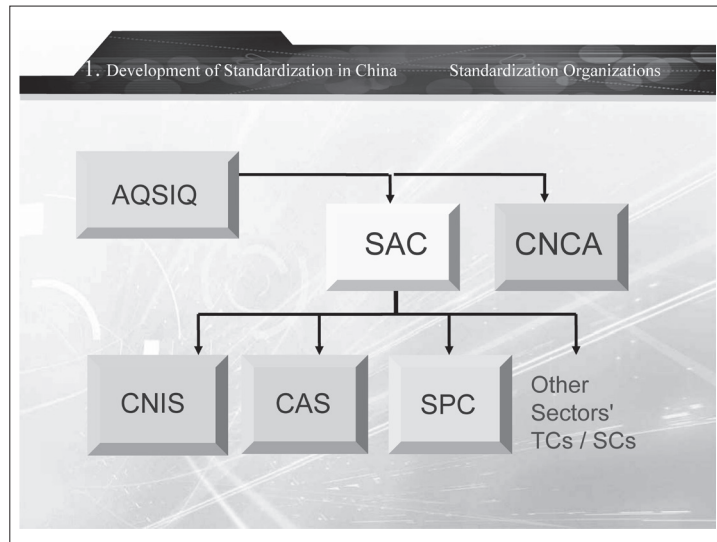 1. Development of Standardization in China Standardization Organizations
AQSIQ
SAC
CNCA
CNIS
CAS
SPC
Other
Sectors'
TCs / SCs